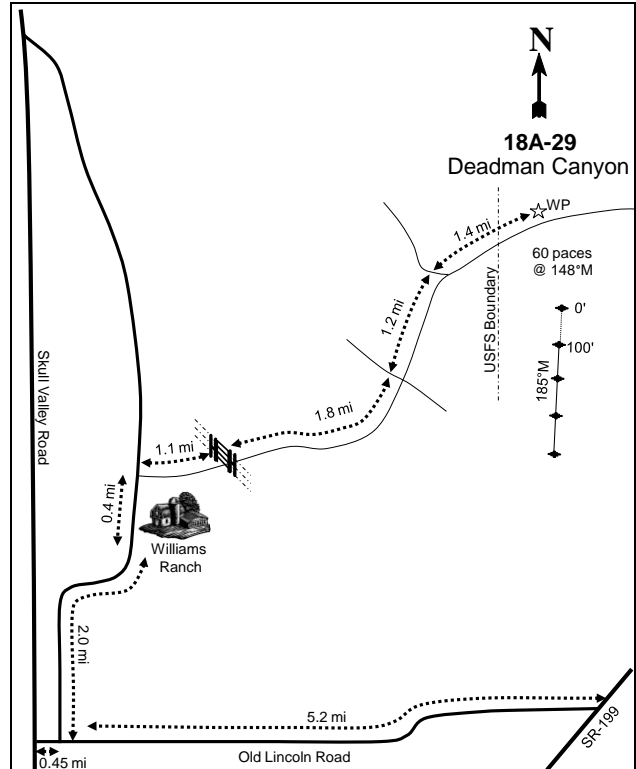 N
18A-29
Deadman Canyon
WP
1.4 mi
60 paces
@ 148°M
USFS Boundary
0'
100'
185°M
1.2 mi
1.8 mi
1.1 mi
Skull Valley Road
0.4 mi
Williams
Ranch
2.0 mi
5.2 mi
SR-199
Old Lincoln Road
0.45 mi